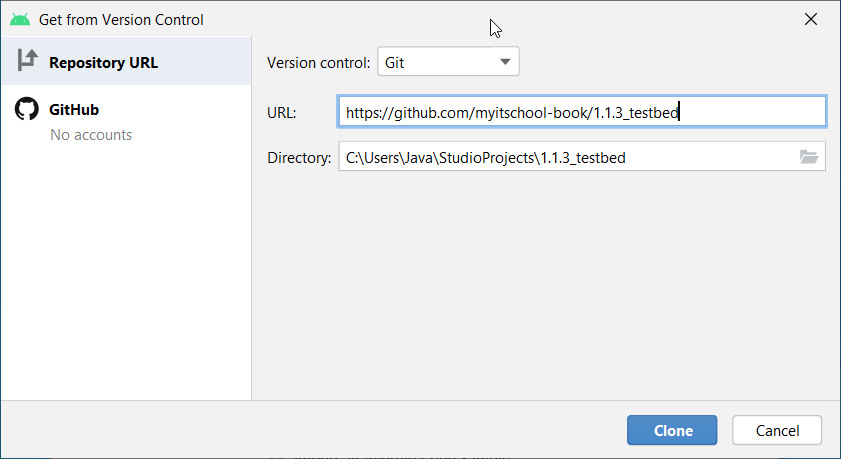 Get from Version Control
Repository URL
GitHub
No accounts
Version control: Git
URL: https://github.com/myitschool-book/1.1.3_testbed
Directory: C:\Users\Java\StudioProjects\1.1.3_testbed
Clone Cancel